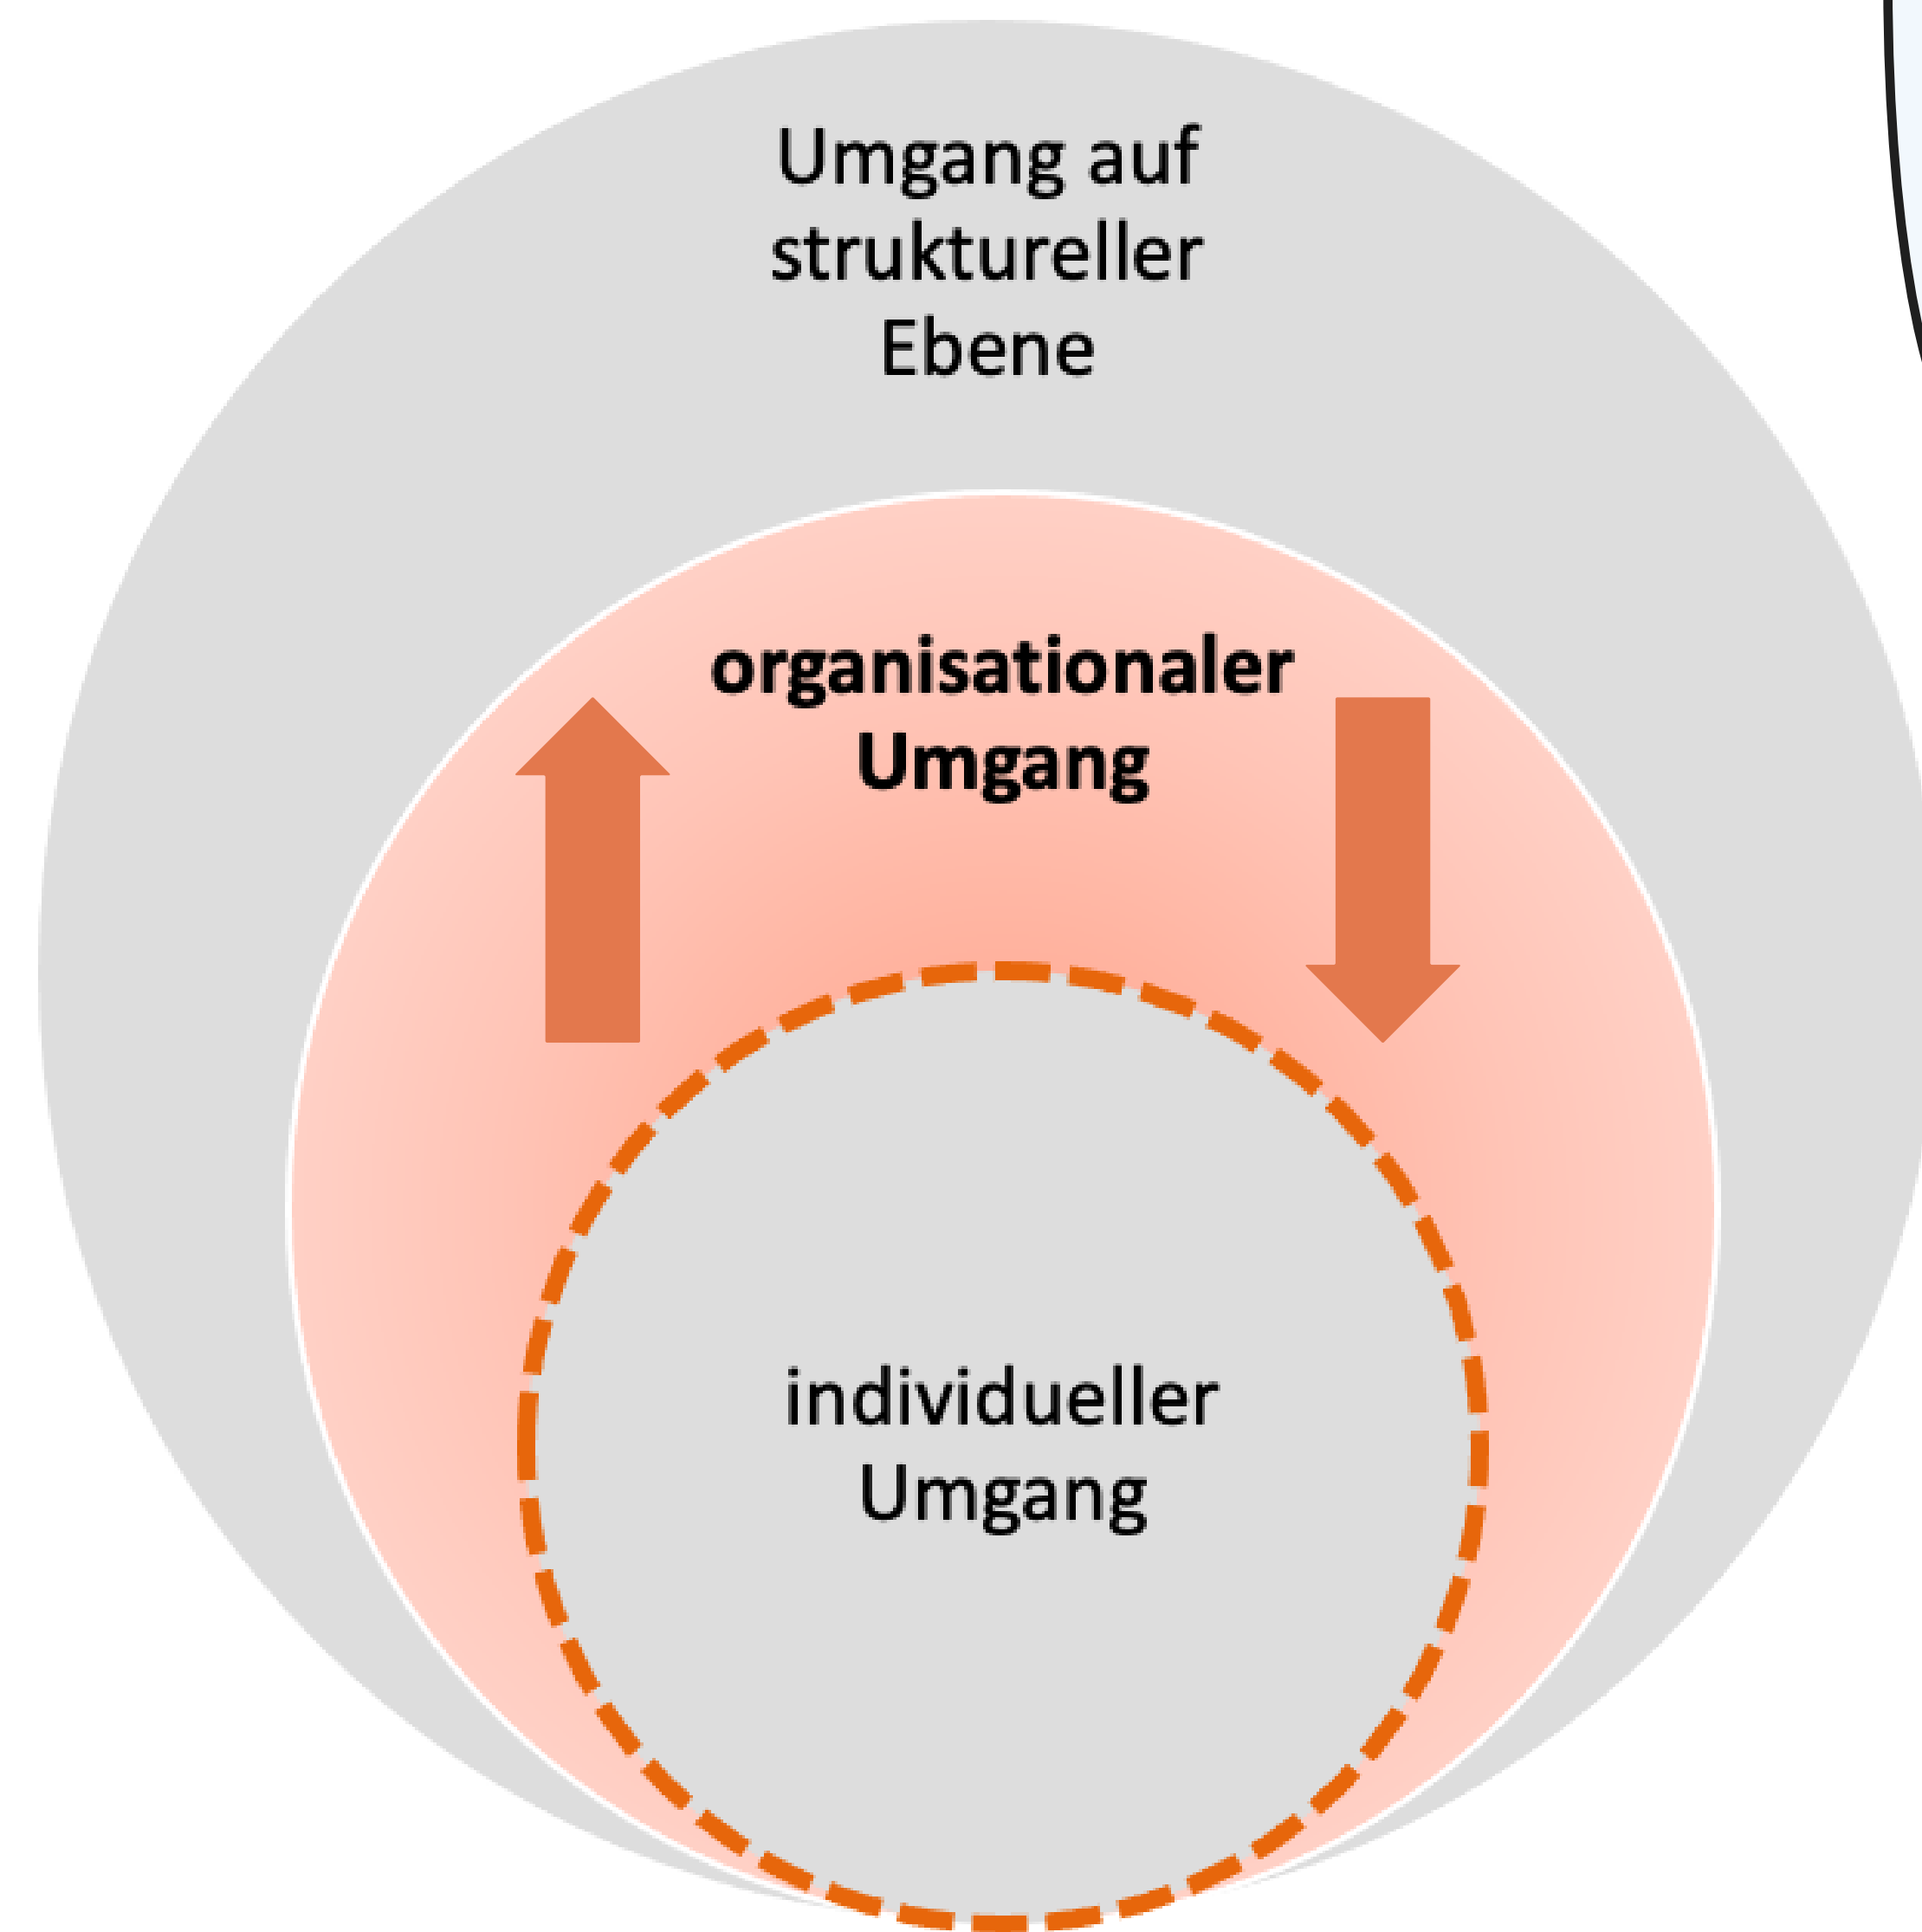 Umgang auf
struktureller
Ebene
organisationaler
Umgang
individueller
Umgang